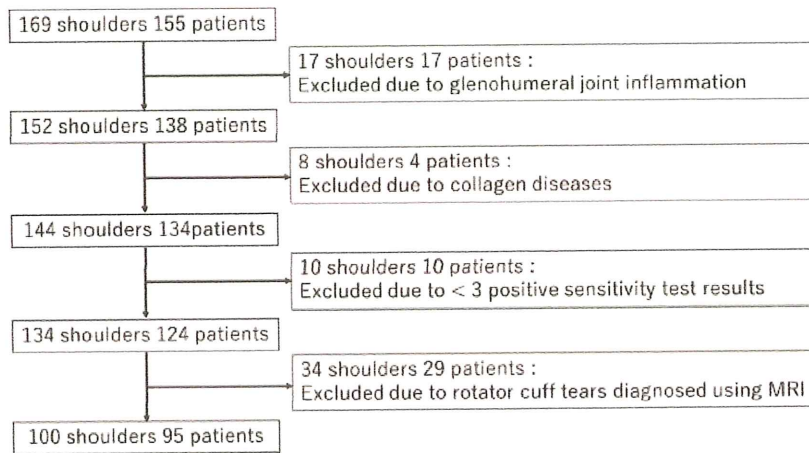 169 shoulders 155 patients
17 shoulders 17 patients :
Excluded due to glenohumeral joint inflammation
152 shoulders 138 patients
8 shoulders 4 patients :
Excluded due to collagen diseases
144 shoulders 134patients
10 shoulders 10 patients :
Excluded due to < 3 positive sensitivity test results
134 shoulders 124 patients
34 shoulders 29 patients :
Excluded due to rotator cuff tears diagnosed using MRI
100 shoulders 95 patients